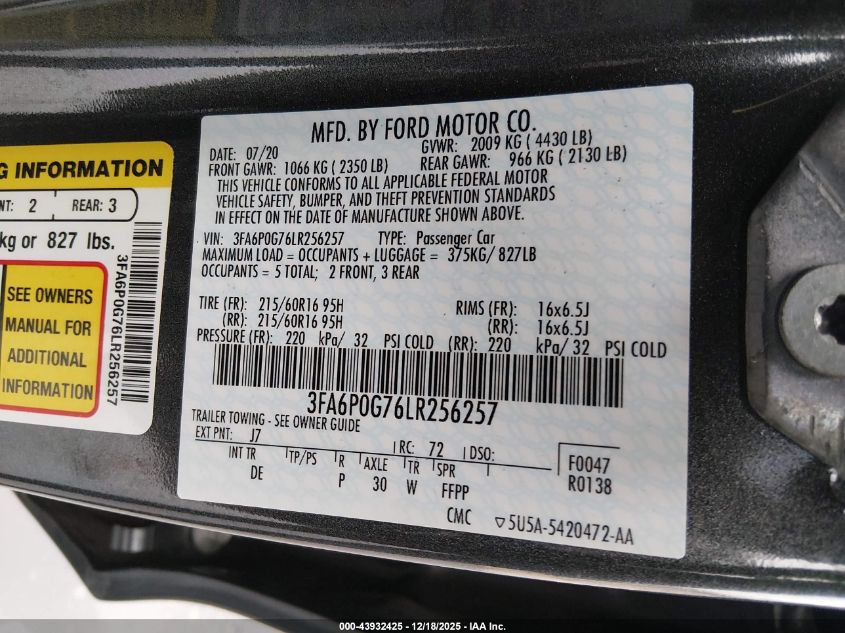 G INFORMATION
NT: 2 REAR: 3
kg or 827 lbs.
SEE OWNERS
MANUAL FOR
ADDITIONAL
INFORMATION
3FA6P0G76LR256257
MFD. BY FORD MOTOR CO.
DATE: 07/20 GVWR: 2009 KG ( 4430 LB)
FRONT GAWR: 1066 KG ( 2350 LB) REAR GAWR: 966 KG ( 2130 LB)
THIS VEHICLE CONFORMS TO ALL APPLICABLE FEDERAL MOTOR
VEHICLE SAFETY, BUMPER, AND THEFT PREVENTION STANDARDS
IN EFFECT ON THE DATE OF MANUFACTURE SHOWN ABOVE.
VIN: 3FA6P0G76LR256257 TYPE: Passenger Car
MAXIMUM LOAD = OCCUPANTS + LUGGAGE = 375KG/ 827LB
OCCUPANTS = 5 TOTAL; 2 FRONT, 3 REAR
TIRE (FR): 215/60R16 95H RIMS (FR): 16x6.5J
(RR): 215/60R16 95H (RR): 16x6.5J
PRESSURE (FR): 220 kPa/ 32 PSI COLD (RR): 220 kPa/ 32 PSI COLD
3FA6P0G76LR256257
TRAILER TOWING - SEE OWNER GUIDE
EXT PNT: J7 RC: 72 DSO: F0047
INT TR TP/PS R AXLE TR SPR R0138
DE P 30 W FFPP
CMC ▽5U5A-5420472-AA
000-43932425 - 12/18/2025 - IAA Inc.